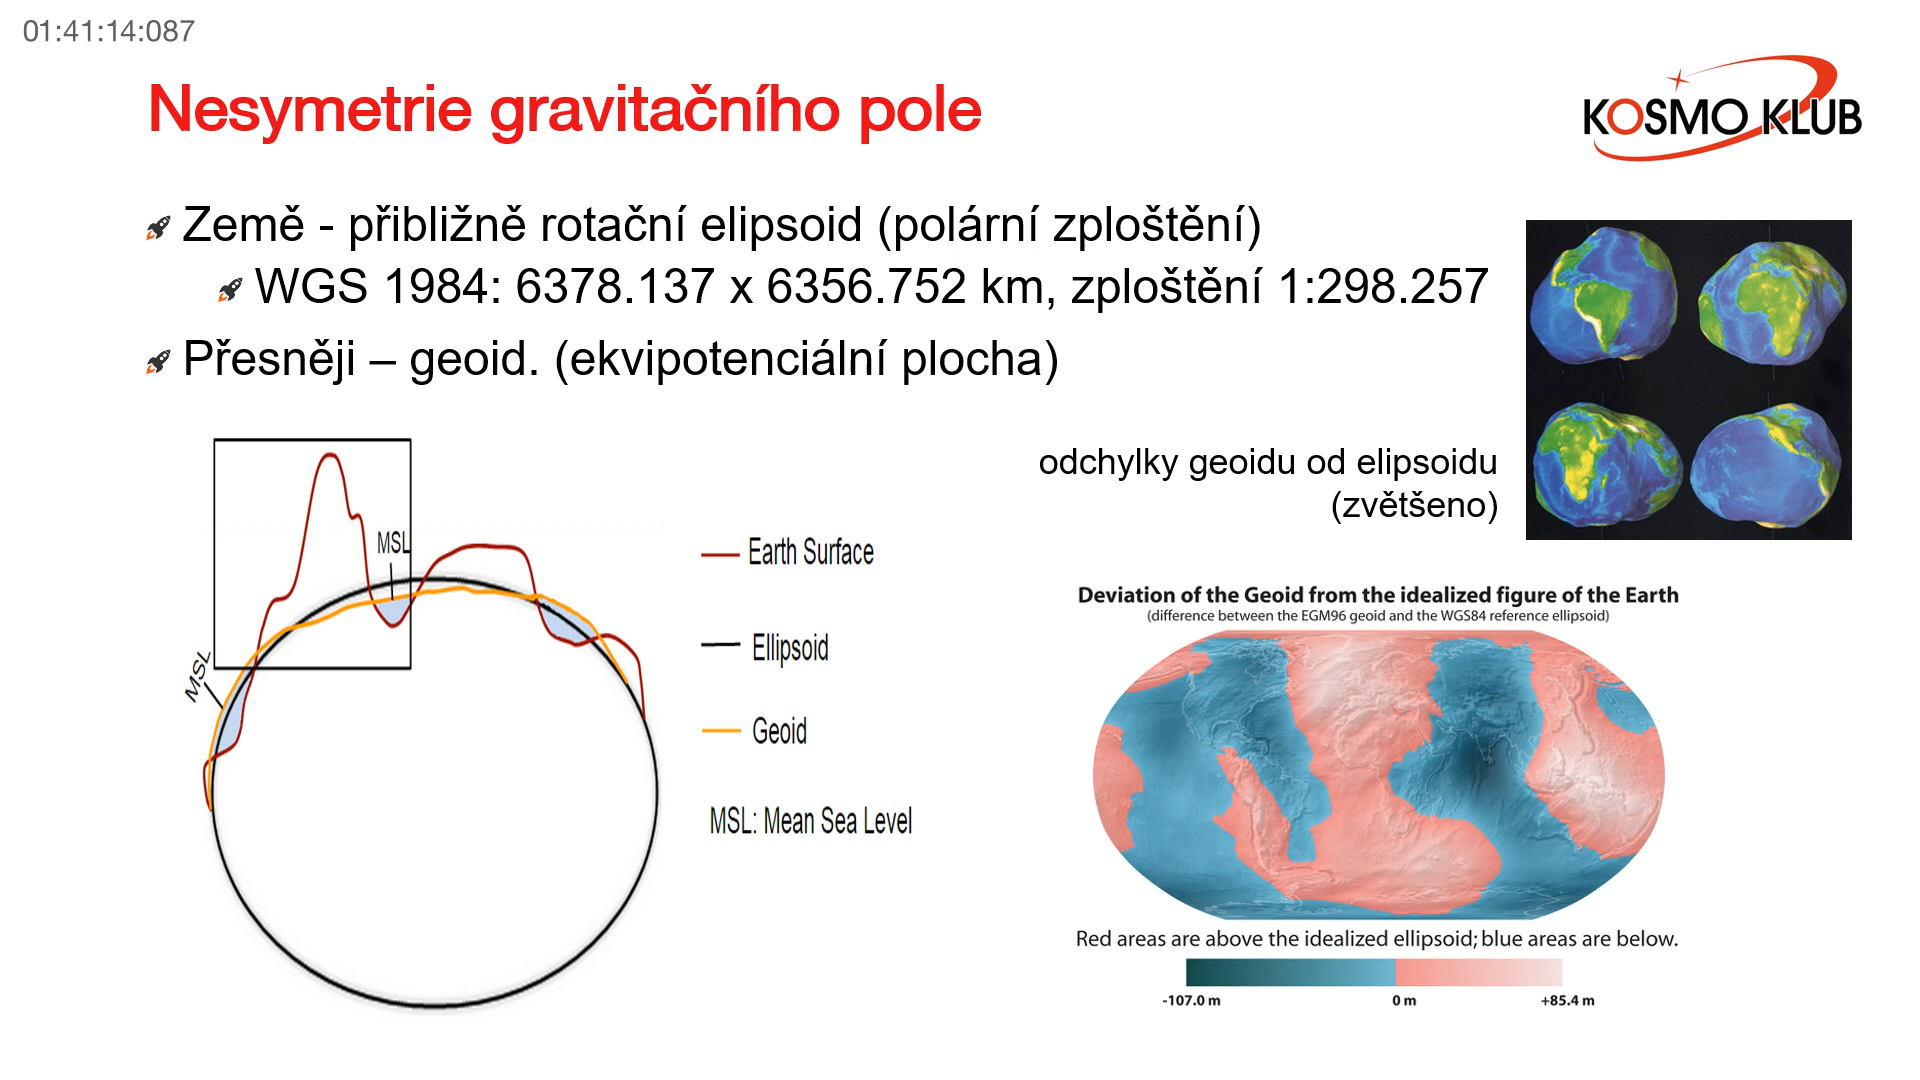 01:41:14:087
Nesymetrie gravitačního pole
KOSMO KLUB
Země - přibližně rotační elipsoid (polární zploštění)
WGS 1984: 6378.137 x 6356.752 km, zploštění 1:298.257
Přesněji – geoid. (ekvipotenciální plocha)
odchylky geoidu od elipsoidu
(zvětšeno)
MSL
MSL
Earth Surface
Ellipsoid
Geoid
MSL: Mean Sea Level
Deviation of the Geoid from the idealized figure of the Earth
(difference between the EGM96 geoid and the WGS84 reference ellipsoid)
Red areas are above the idealized ellipsoid; blue areas are below.
-107.0 m 0 m +85.4 m